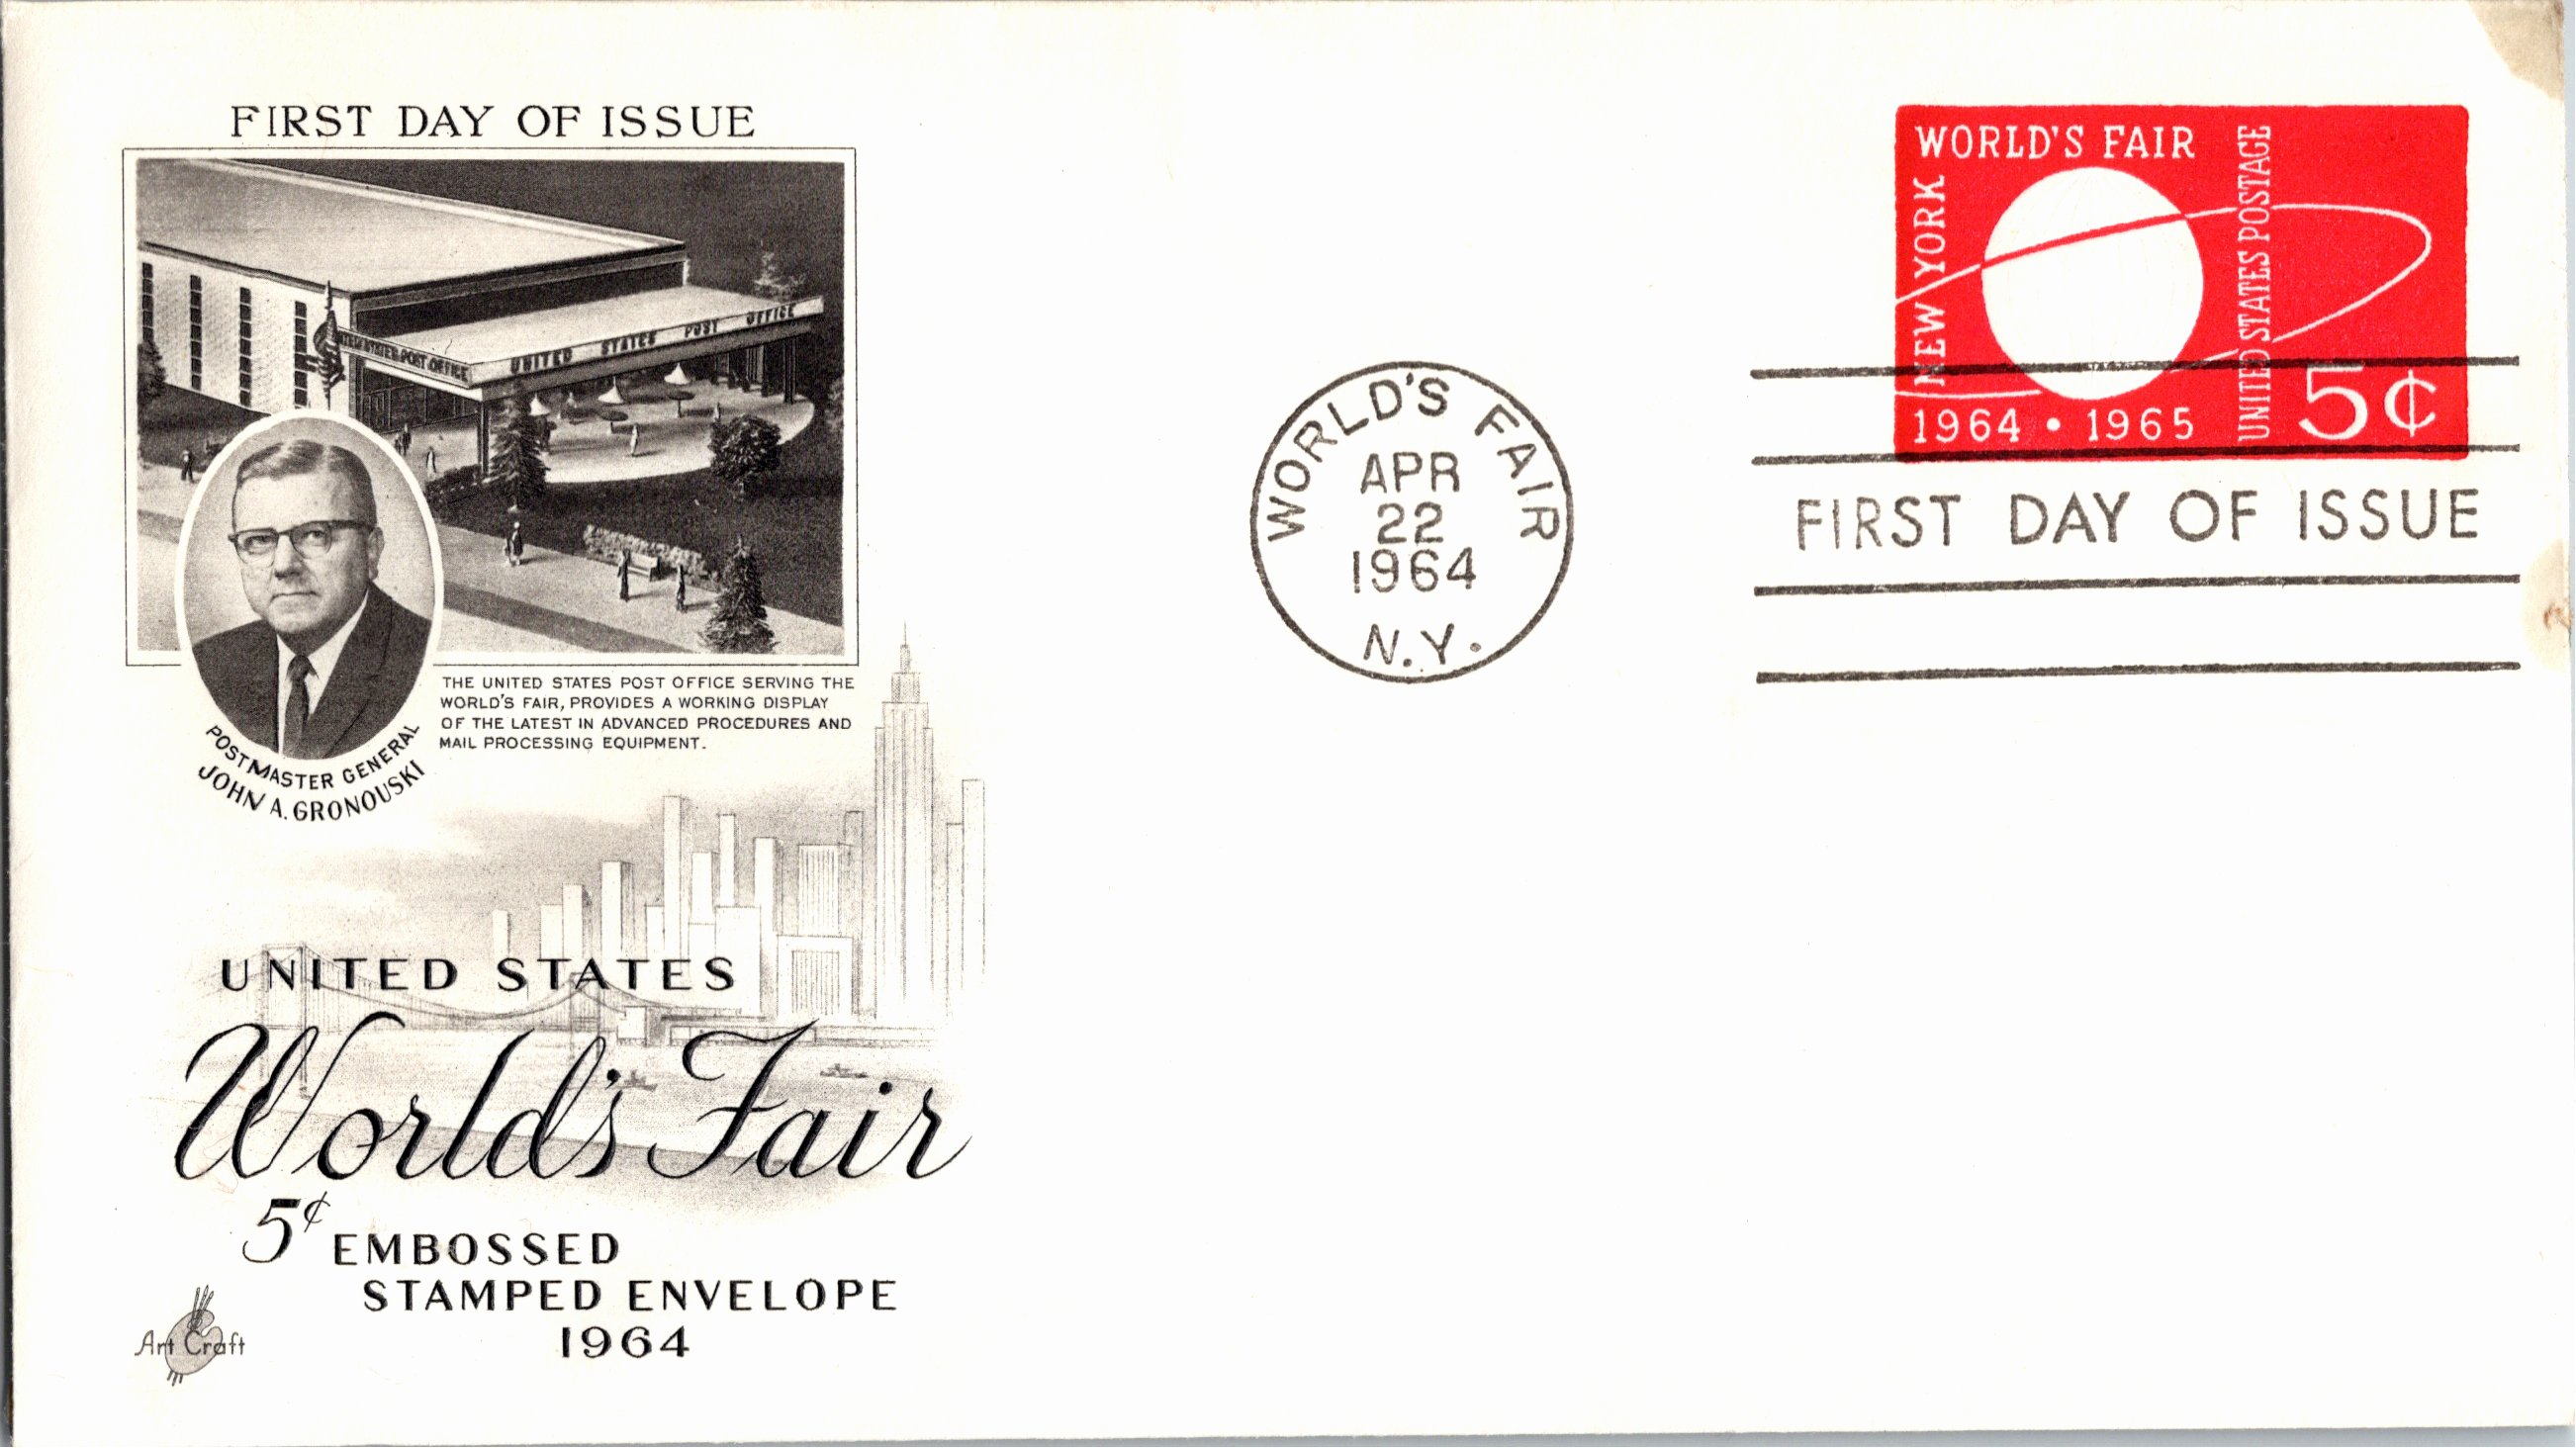 FIRST DAY OF ISSUE
UNITED STATES POST OFFICE
UNITED STATES POST OFFICE
POSTMASTER GENERAL
JOHN A. GRONOUSKI
THE UNITED STATES POST OFFICE SERVING THE
WORLD'S FAIR, PROVIDES A WORKING DISPLAY
OF THE LATEST IN ADVANCED PROCEDURES AND
MAIL PROCESSING EQUIPMENT.
UNITED STATES
World's Fair
5¢ EMBOSSED
STAMPED ENVELOPE
1964
Art Craft
WORLD'S FAIR
APR
22
1964
N.Y.
WORLD'S FAIR
NEW YORK
UNITED STATES POSTAGE
1964 • 1965
5¢
FIRST DAY OF ISSUE